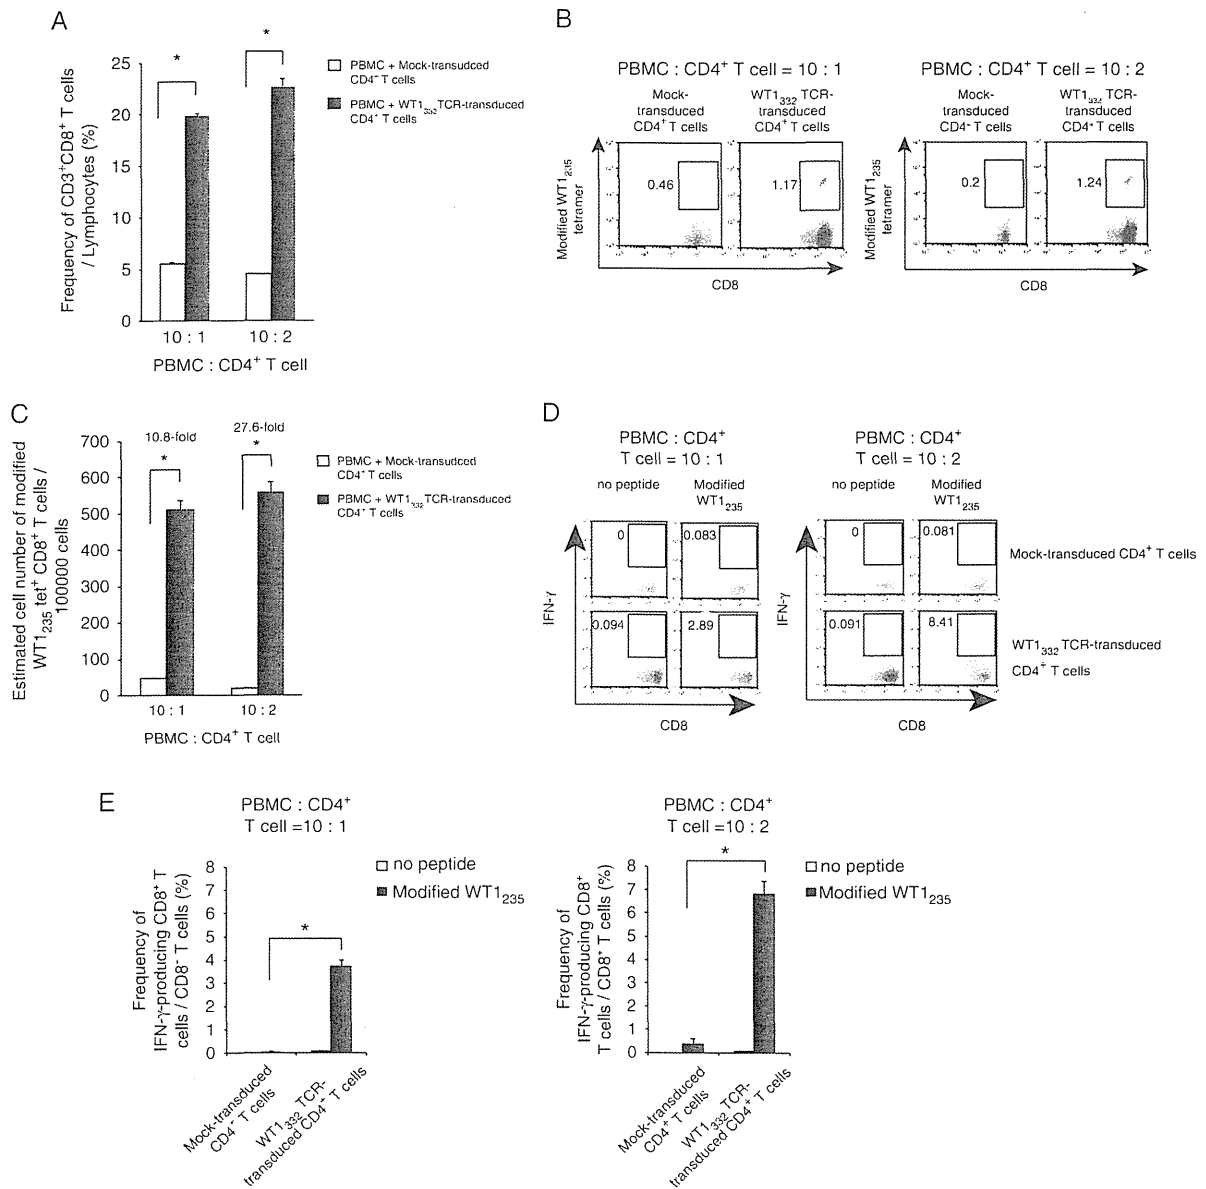 A
Frequency of CD3⁺CD8⁺ T cells
/ Lymphocytes (%)
25
20
15
10
5
0
*
*
10 : 1
10 : 2
PBMC : CD4⁺ T cell
PBMC + Mock-transudced
CD4⁺ T cells
PBMC + WT1₃₃₂ TCR-transduced
CD4⁺ T cells
B
PBMC : CD4⁺ T cell = 10 : 1
Mock-
transduced
CD4⁺ T cells
WT1₃₃₂ TCR-
transduced
CD4⁺ T cells
Modified WT1₂₃₅
tetramer
0.46
1.17
CD8
PBMC : CD4⁺ T cell = 10 : 2
Mock-
transduced
CD4⁺ T cells
WT1₃₃₂ TCR-
transduced
CD4⁺ T cells
Modified WT1₂₃₅
tetramer
0.2
1.24
CD8
C
Estimated cell number of modified
WT1₂₃₅ tet⁺ CD8⁺ T cells /
100000 cells
700
600
500
400
300
200
100
0
10.8-fold
*
27.6-fold
*
10 : 1
10 : 2
PBMC : CD4⁺ T cell
PBMC + Mock-transudced
CD4⁺ T cells
PBMC + WT1₃₃₂ TCR-transduced
CD4⁺ T cells
D
PBMC : CD4⁺
T cell = 10 : 1
no peptide
Modified
WT1₂₃₅
0
0.083
0.094
2.89
IFN-γ
CD8
PBMC : CD4⁺
T cell = 10 : 2
no peptide
Modified
WT1₂₃₅
0
0.081
0.091
8.41
IFN-γ
CD8
Mock-transduced CD4⁺ T cells
WT1₃₃₂ TCR-transduced
CD4⁺ T cells
E
PBMC : CD4⁺
T cell =10 : 1
Frequency of
IFN-γ-producing CD8⁺ T
cells / CD8⁺ T cells (%)
8
7
6
5
4
3
2
1
0
*
no peptide
Modified WT1₂₃₅
Mock-transduced
CD4⁺ T cells
WT1₃₃₂ TCR-
transduced CD4⁺ T cells
PBMC : CD4⁺
T cell =10 : 2
Frequency of
IFN-γ-producing CD8⁺
T cells / CD8⁺ T cells (%)
8
7
6
5
4
3
2
1
0
*
no peptide
Modified WT1₂₃₅
Mock-transduced
CD4⁺ T cells
WT1₃₃₂ TCR-
transduced CD4⁺ T cells